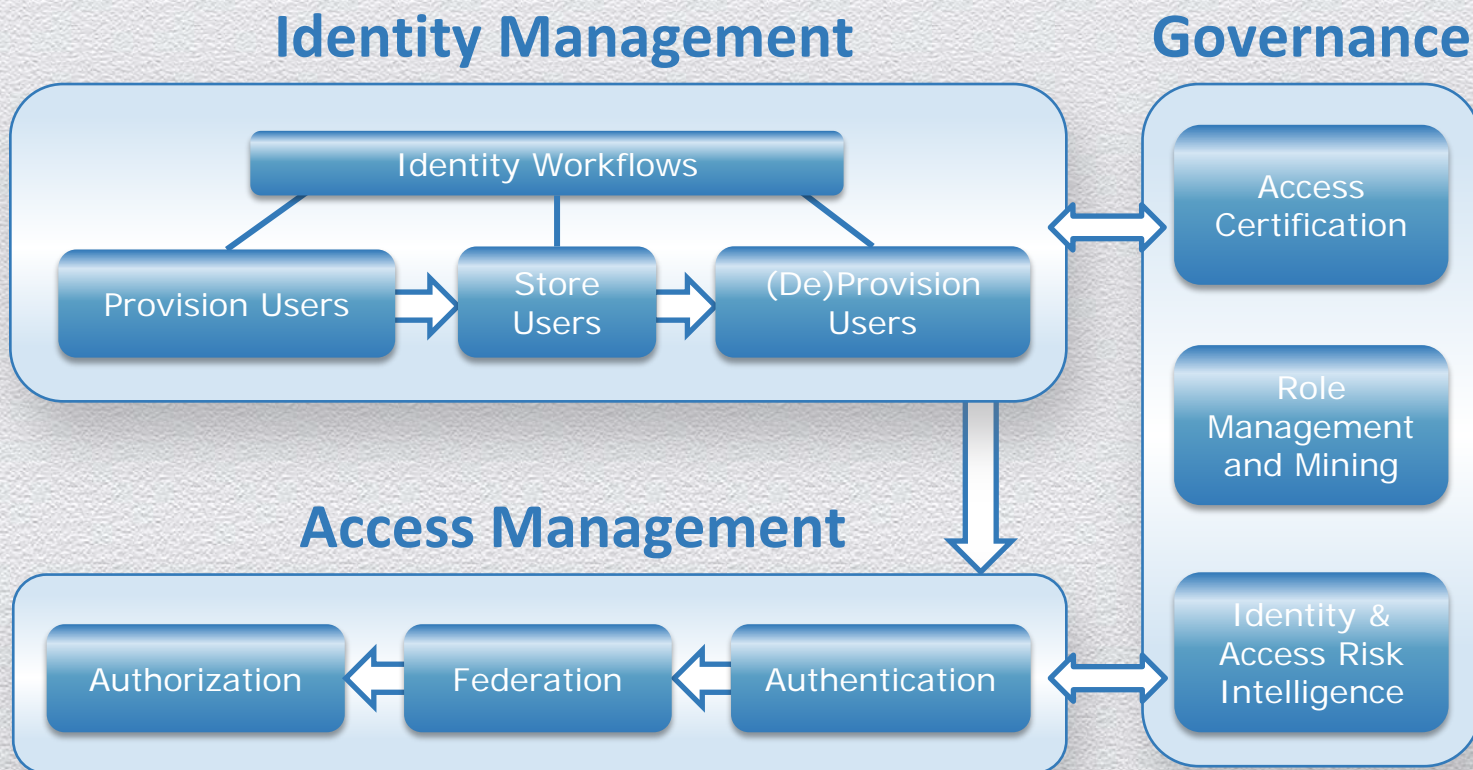 Identity Management
Identity Workflows
Provision Users
Store
Users
(De)Provision
Users
Access Management
Authorization
Federation
Authentication
Governance
Access
Certification
Role
Management
and Mining
Identity &
Access Risk
Intelligence